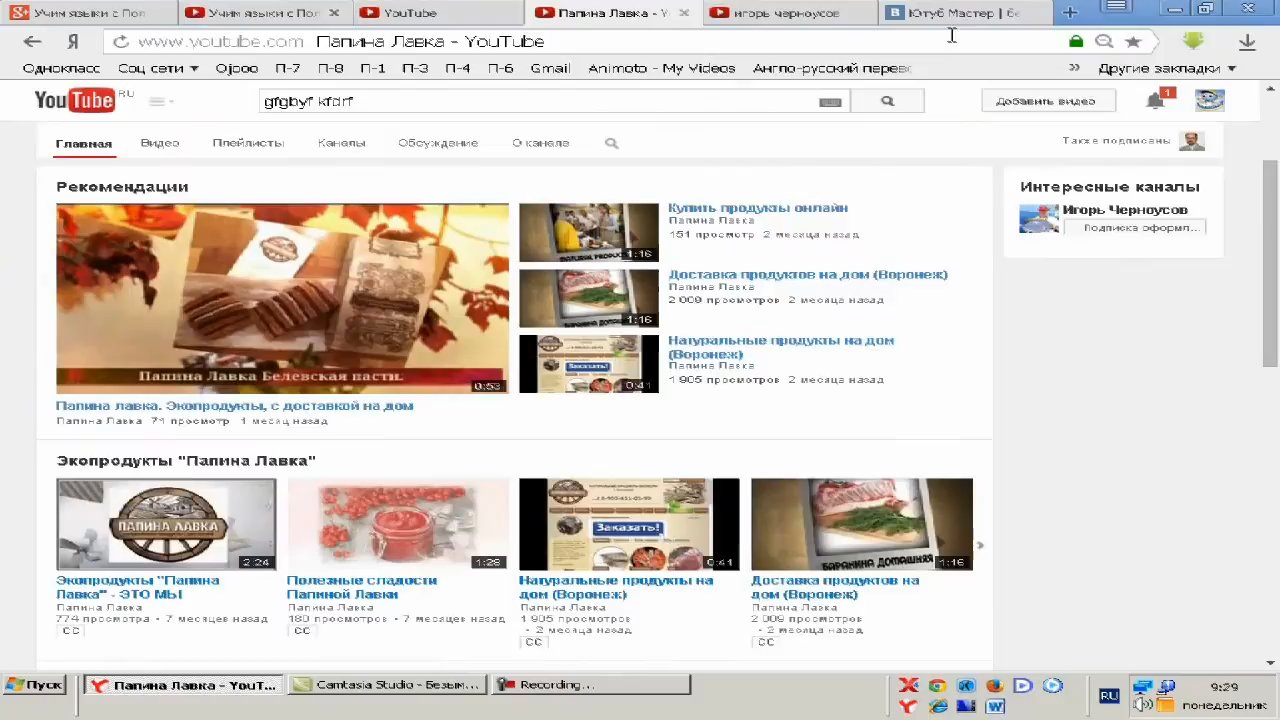 Учим языки с Пол
Учим языки с Пол
YouTube
Папина Лавка - Y
игорь черноусов
Ютуб Мастер | бе
www.youtube.com Папина Лавка - YouTube
Однокласс Соц сети Ojooo П-7 П-8 П-1 П-3 П-4 П-6 Gmail Animoto - My Videos Англо-русский перев
Другие закладки
YouTube RU
gfgbyf kfdrf
Добавить видео
1
Главная Видео Плейлисты Каналы Обсуждение О канале
Также подписаны
Рекомендации
Папина Лавка Белевская пасти.
0:53
Папина лавка. Экопродукты, с доставкой на дом
Папина Лавка 71 просмотр 1 месяц назад
1:16
Купить продукты онлайн
Папина Лавка
151 просмотр 2 месяца назад
1:16
Доставка продуктов на дом (Воронеж)
Папина Лавка
2 009 просмотров 2 месяца назад
Заказать!
0:41
Натуральные продукты на дом
(Воронеж)
Папина Лавка
1 905 просмотров 2 месяца назад
Интересные каналы
Игорь Черноусов
Подписка оформл...
Экопродукты "Папина Лавка"
ПАПИНА ЛАВКА
2:24
Экопродукты "Папина
Лавка" - ЭТО МЫ
Папина Лавка
774 просмотра • 7 месяцев назад
CC
1:28
Полезные сладости
Папиной Лавки
Папина Лавка
180 просмотров • 7 месяцев назад
CC
Заказать!
0:41
Натуральные продукты на
дом (Воронеж)
Папина Лавка
1 905 просмотров
• 2 месяца назад
CC
БАРАНИНА ДОМАШНЯЯ
1:16
Доставка продуктов на
дом (Воронеж)
Папина Лавка
2 009 просмотров
• 2 месяца назад
CC
Пуск
Папина Лавка - YouT...
Camtasia Studio - Безым...
Recording...
RU
9:29
понедельник